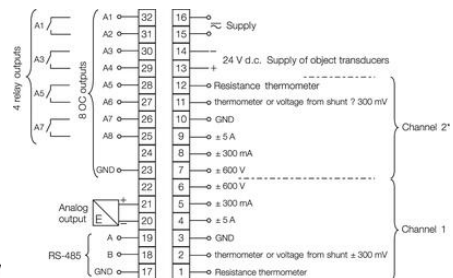 A1 A1 32 16 Supply
A2 31 15
A3 A3 30 14 − 24 V d.c. Supply of object transducers
A4 29 13 +
A5 A5 28 12 Resistance thermometer
A6 27 11 thermometer or voltage from shunt ? 300 mV
A7 A7 26 10 GND
A8 25 9 ± 5 A
24 8 ± 300 mA
GND 23 7 ± 600 V
22 6 ± 600 V
+ 21 5 ± 300 mA
Analog output E − 20 4 ± 5 A
A 19 3 GND
RS-485 B 18 2 thermometer or voltage from shunt ± 300 mV
GND 17 1 Resistance thermometer
4 relay outputs
8 OC outputs
Channel 2*
Channel 1